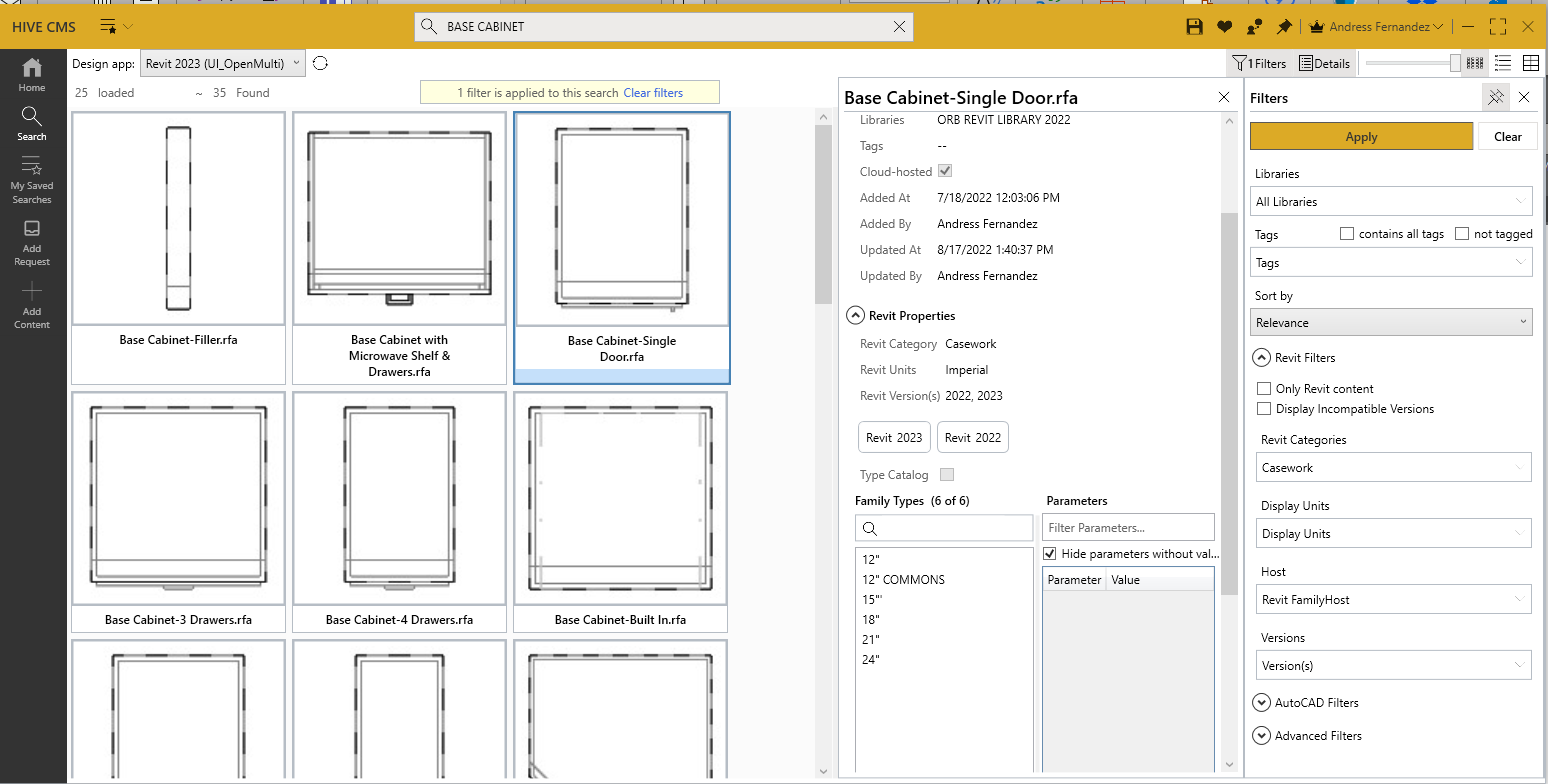 HIVE CMS
BASE CABINET
Andress Fernandez
Home
Search
My Saved
Searches
Add
Request
Add
Content
Design app: Revit 2023 (UI_OpenMulti)
1Filters
Details
25 loaded ~ 35 Found
1 filter is applied to this search Clear filters
Base Cabinet-Filler.rfa
Base Cabinet with
Microwave Shelf &
Drawers.rfa
Base Cabinet-Single
Door.rfa
Base Cabinet-3 Drawers.rfa
Base Cabinet-4 Drawers.rfa
Base Cabinet-Built In.rfa
Base Cabinet-Single Door.rfa
Libraries ORB REVIT LIBRARY 2022
Tags --
Cloud-hosted
Added At 7/18/2022 12:03:06 PM
Added By Andress Fernandez
Updated At 8/17/2022 1:40:37 PM
Updated By Andress Fernandez
Revit Properties
Revit Category Casework
Revit Units Imperial
Revit Version(s) 2022, 2023
Revit 2023
Revit 2022
Type Catalog
Family Types (6 of 6)
12"
12" COMMONS
15"'
18"
21"
24"
Parameters
Filter Parameters...
Hide parameters without val...
Parameter Value
Filters
Apply
Clear
Libraries
All Libraries
Tags contains all tags not tagged
Tags
Sort by
Relevance
Revit Filters
Only Revit content
Display Incompatible Versions
Revit Categories
Casework
Display Units
Display Units
Host
Revit FamilyHost
Versions
Version(s)
AutoCAD Filters
Advanced Filters